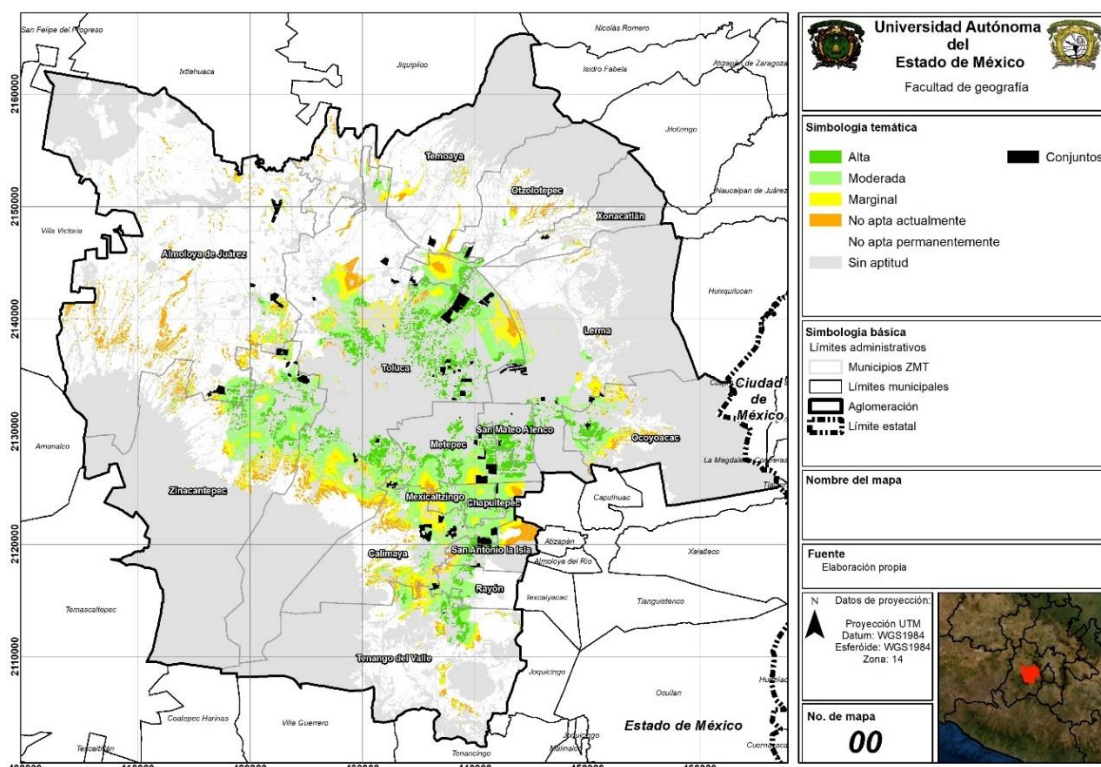 San Felipe del Progreso
Ixtlahuaca
Jiquipilco
Nicolás Romero
Isidro Fabela
Atizapán de Zaragoza
Jilotzingo
Naucalpan de Juárez
Temoaya
Otzolotepec
Xonacatlán
Villa Victoria
Almoloya de Juárez
Huixquilucan
Lerma
Toluca
Ciudad
de
México
San Mateo Atenco
Metepec
Ocoyoacac
Amanalco
Zinacantepec
Mexicaltzingo
Chapultepec
Capulhuac
Calimaya
San Antonio la Isla
Atizapán
Almoloya del Río
Xalatlaco
Rayón
Texcalyacac
Tianguistenco
Temascaltepec
Tenango del Valle
Joquicingo
Ocuilan
Coatepec Harinas
Ville Guerrero
Estado de México
Tenancingo
Joquicingo
Malinalco
2160000
2150000
2140000
2130000
2120000
2110000
Universidad Autónoma
del
Estado de México
Facultad de geografía
Simbología temática
Alta
Conjuntos
Moderada
Marginal
No apta actualmente
No apta permanentemente
Sin aptitud
Simbología básica
Límites administrativos
Municipios ZMT
Límites municipales
Aglomeración
Límite estatal
Nombre del mapa
Fuente
Elaboración propia
N
Datos de proyección:
Proyección UTM
Datum: WGS1984
Esferóide: WGS1984
Zona: 14
No. de mapa
00